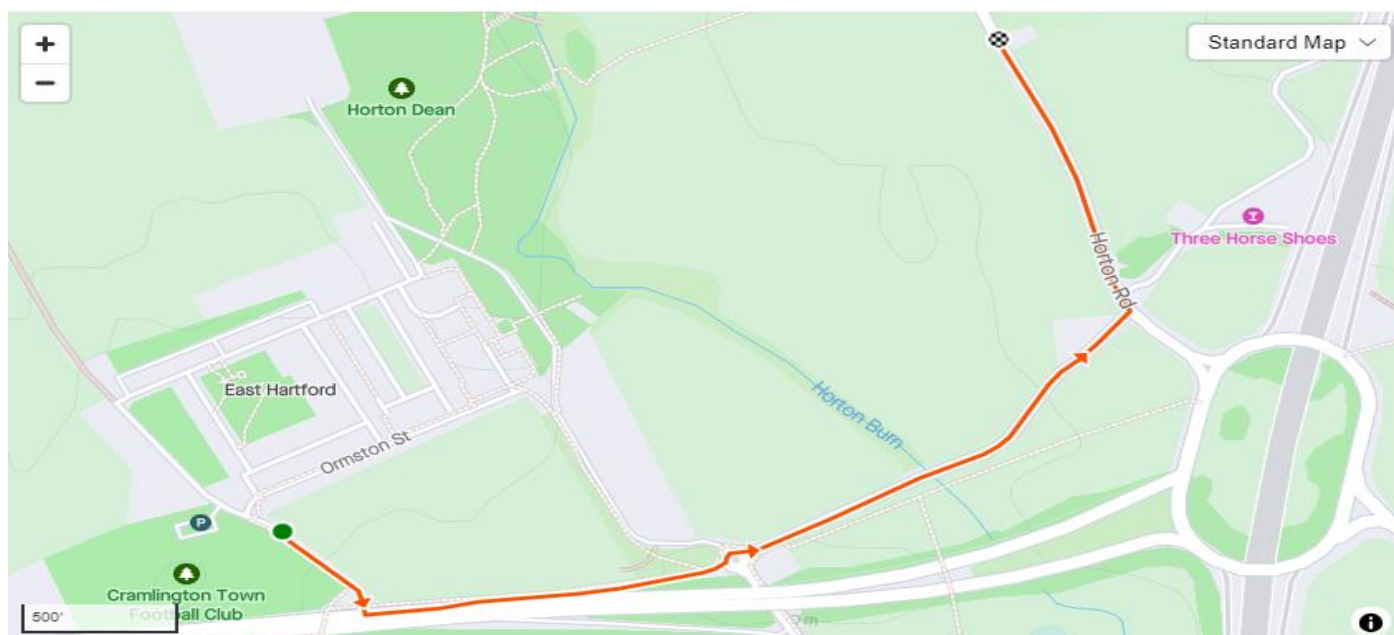 +
Standard Map
−
Horton Dean
Three Horse Shoes
Horton Rd
East Hartford
Horton Burn
Ormston St
P
Cramlington Town
Football Club
500'
i